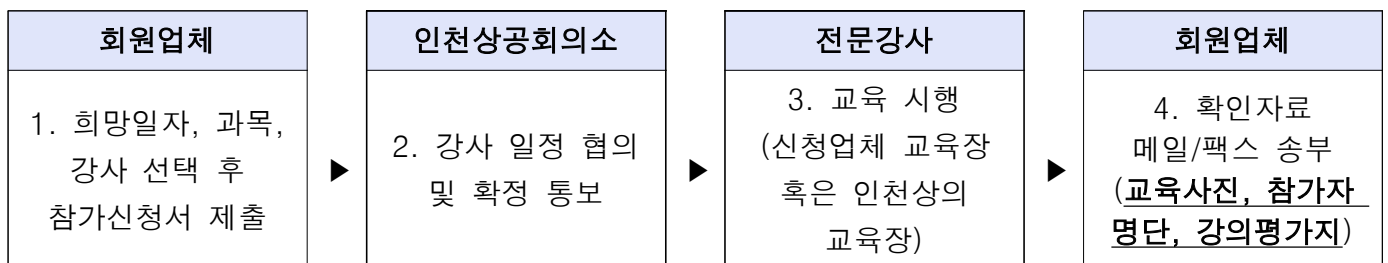 회원업체
1. 희망일자, 과목,
강사 선택 후
참가신청서 제출
▶
인천상공회의소
2. 강사 일정 협의
및 확정 통보
▶
전문강사
3. 교육 시행
(신청업체 교육장
혹은 인천상의
교육장)
▶
회원업체
4. 확인자료
메일/팩스 송부
(교육사진, 참가자
명단, 강의평가지)